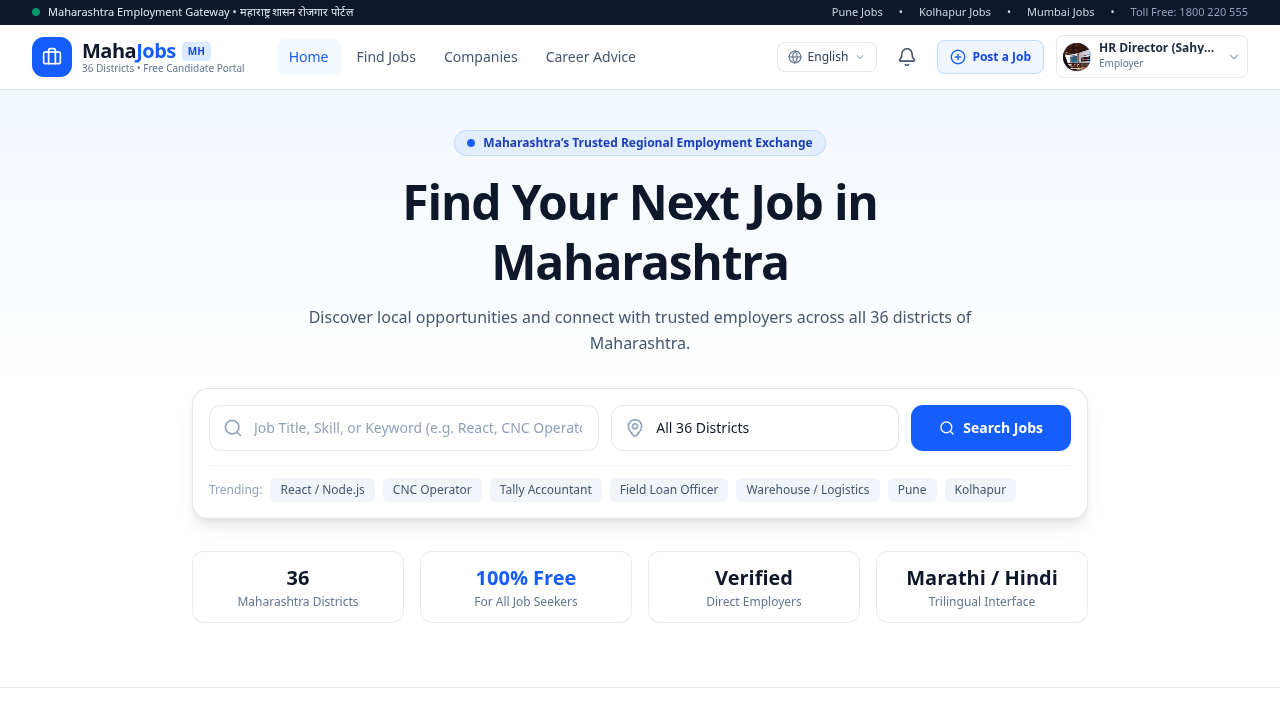 Maharashtra Employment Gateway • महाराष्ट्र शासन रोजगार पोर्टल
Pune Jobs • Kolhapur Jobs • Mumbai Jobs • Toll Free: 1800 220 555
MahaJobs MH
36 Districts • Free Candidate Portal
Home Find Jobs Companies Career Advice
English
Post a Job
HR Director (Sahy...
Employer
Maharashtra's Trusted Regional Employment Exchange
Find Your Next Job in
Maharashtra
Discover local opportunities and connect with trusted employers across all 36 districts of
Maharashtra.
Job Title, Skill, or Keyword (e.g. React, CNC Operato
All 36 Districts
Search Jobs
Trending: React / Node.js CNC Operator Tally Accountant Field Loan Officer Warehouse / Logistics Pune Kolhapur
36
Maharashtra Districts
100% Free
For All Job Seekers
Verified
Direct Employers
Marathi / Hindi
Trilingual Interface